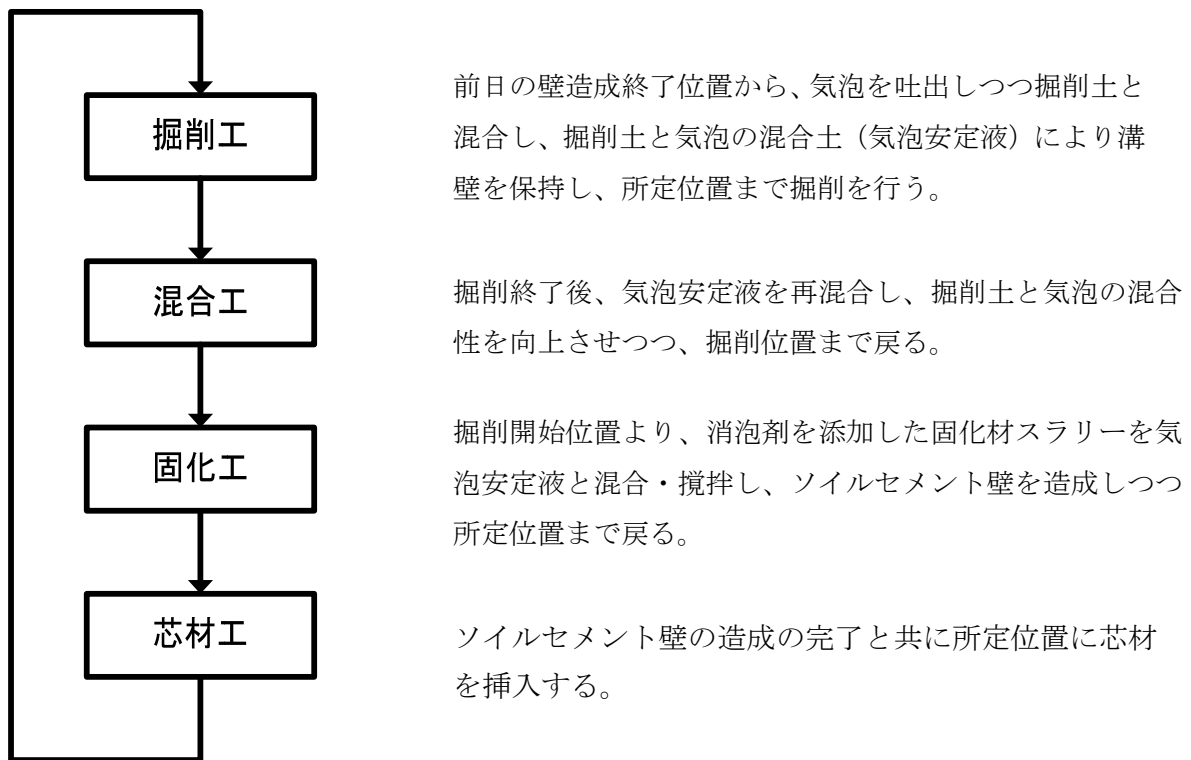 掘削工
前日の壁造成終了位置から、気泡を吐出しつつ掘削土と
混合し、掘削土と気泡の混合土（気泡安定液）により溝
壁を保持し、所定位置まで掘削を行う。
混合工
掘削終了後、気泡安定液を再混合し、掘削土と気泡の混合
性を向上させつつ、掘削位置まで戻る。
固化工
掘削開始位置より、消泡剤を添加した固化材スラリーを気
泡安定液と混合・撹拌し、ソイルセメント壁を造成しつつ
所定位置まで戻る。
芯材工
ソイルセメント壁の造成の完了と共に所定位置に芯材
を挿入する。